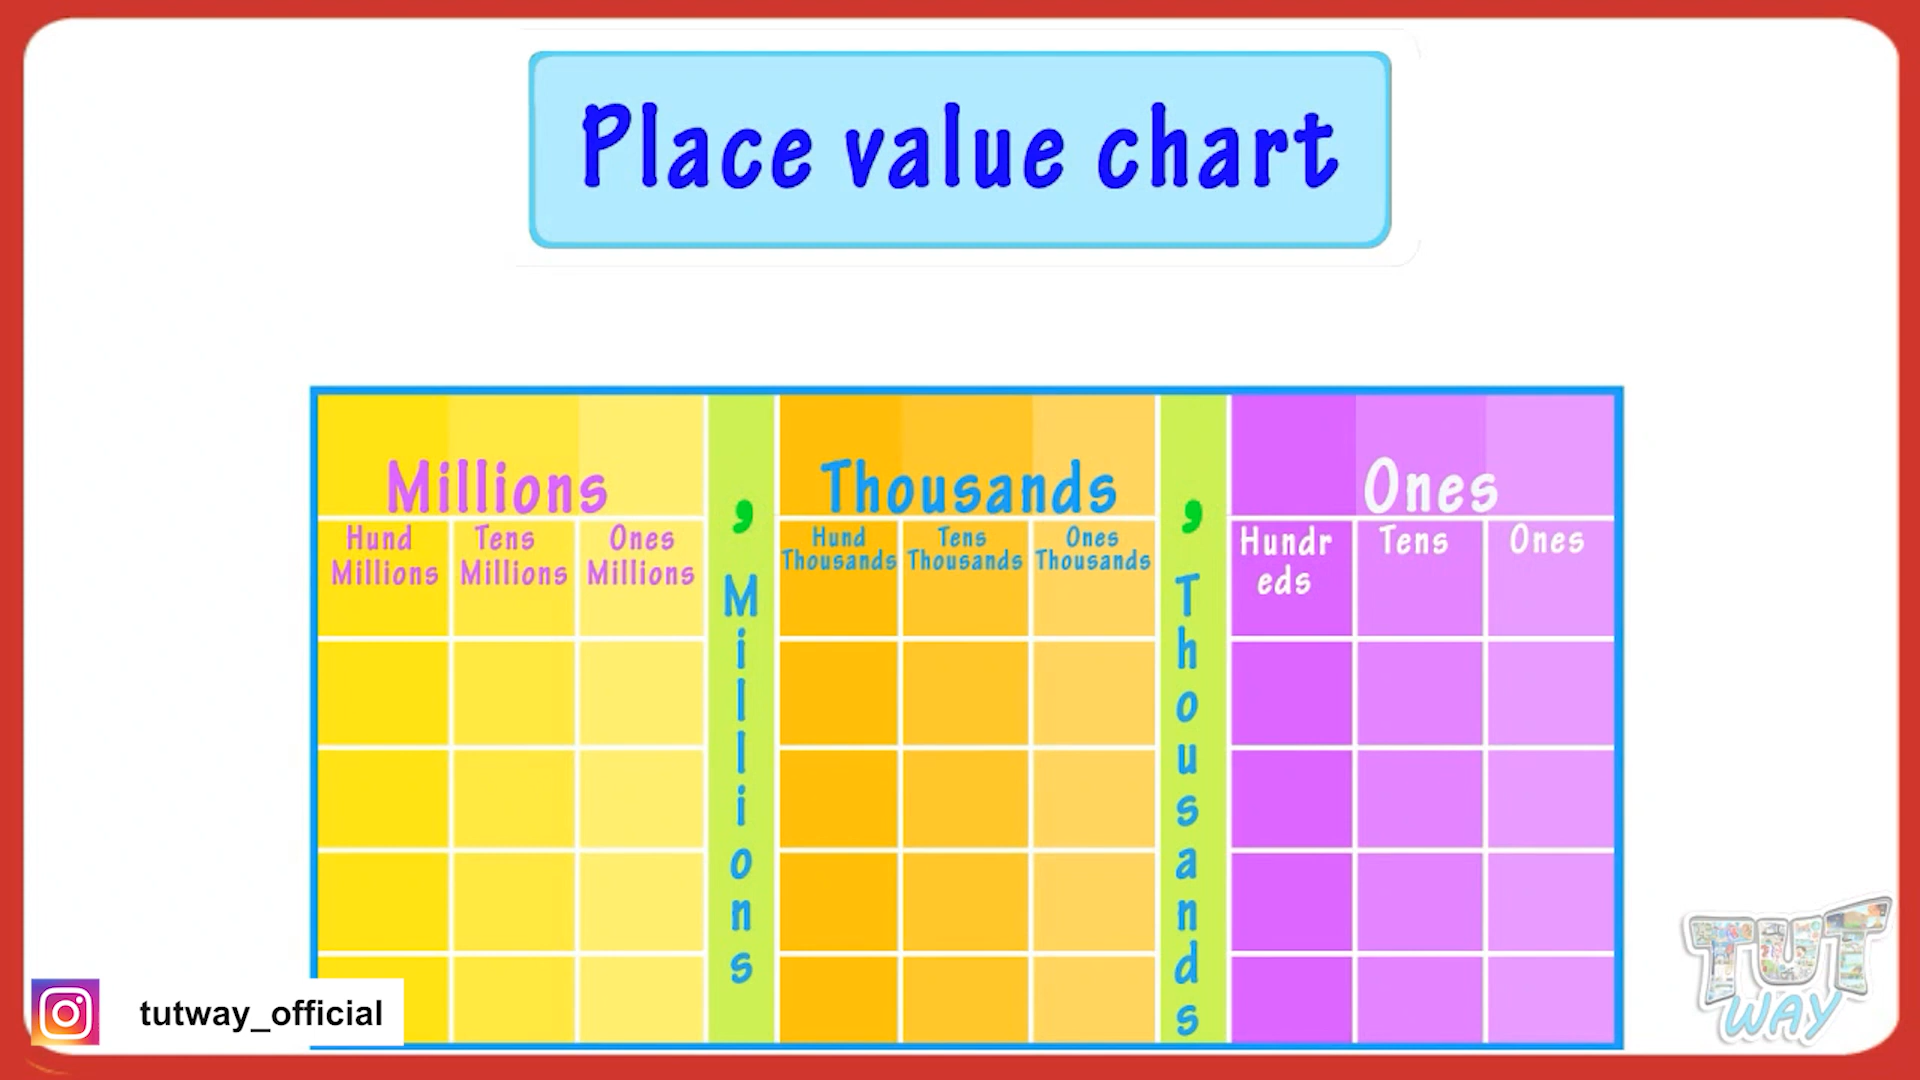 Place value chart
Millions
Thousands
Ones
Hund
Millions
Tens
Millions
Ones
Millions
, Millions
Hund
Thousands
Tens
Thousands
Ones
Thousands
, Thousands
Hundr
eds
Tens
Ones
tutway_official
TUT
WAY